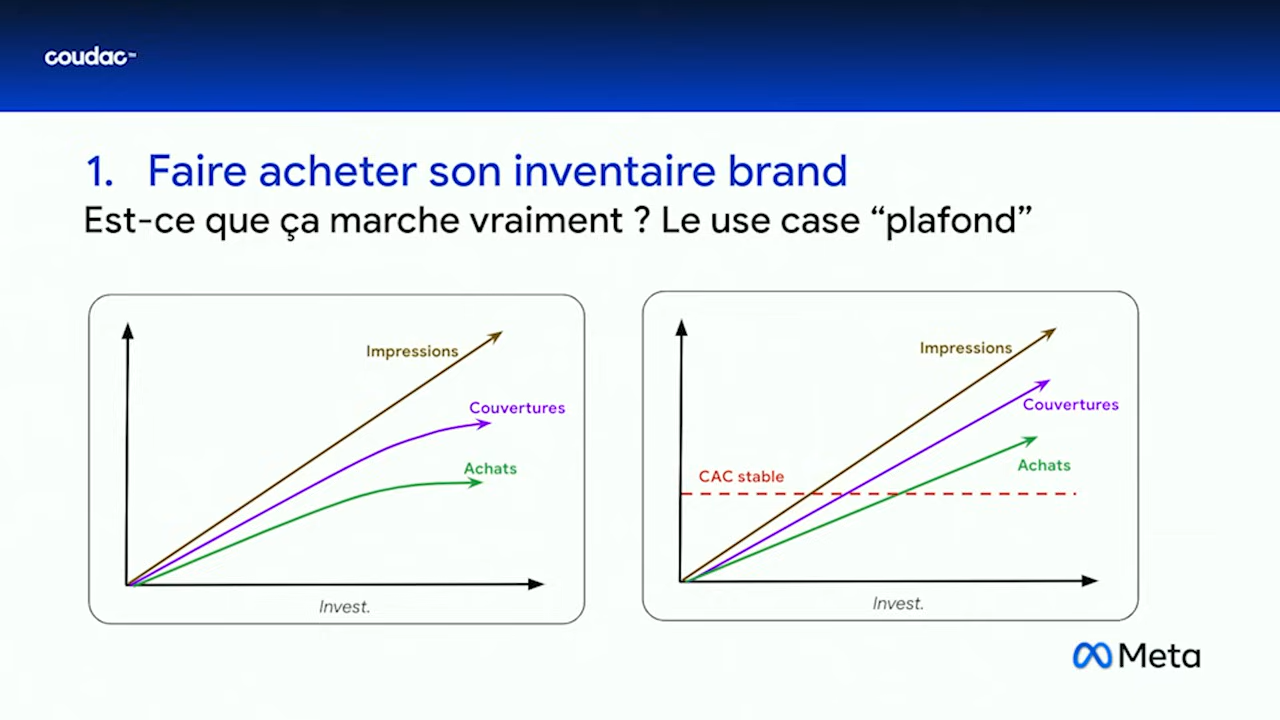 coudac™
1. Faire acheter son inventaire brand
Est-ce que ça marche vraiment ? Le use case “plafond”
Impressions
Couvertures
Achats
Invest.
Impressions
Couvertures
Achats
CAC stable
Invest.
Meta